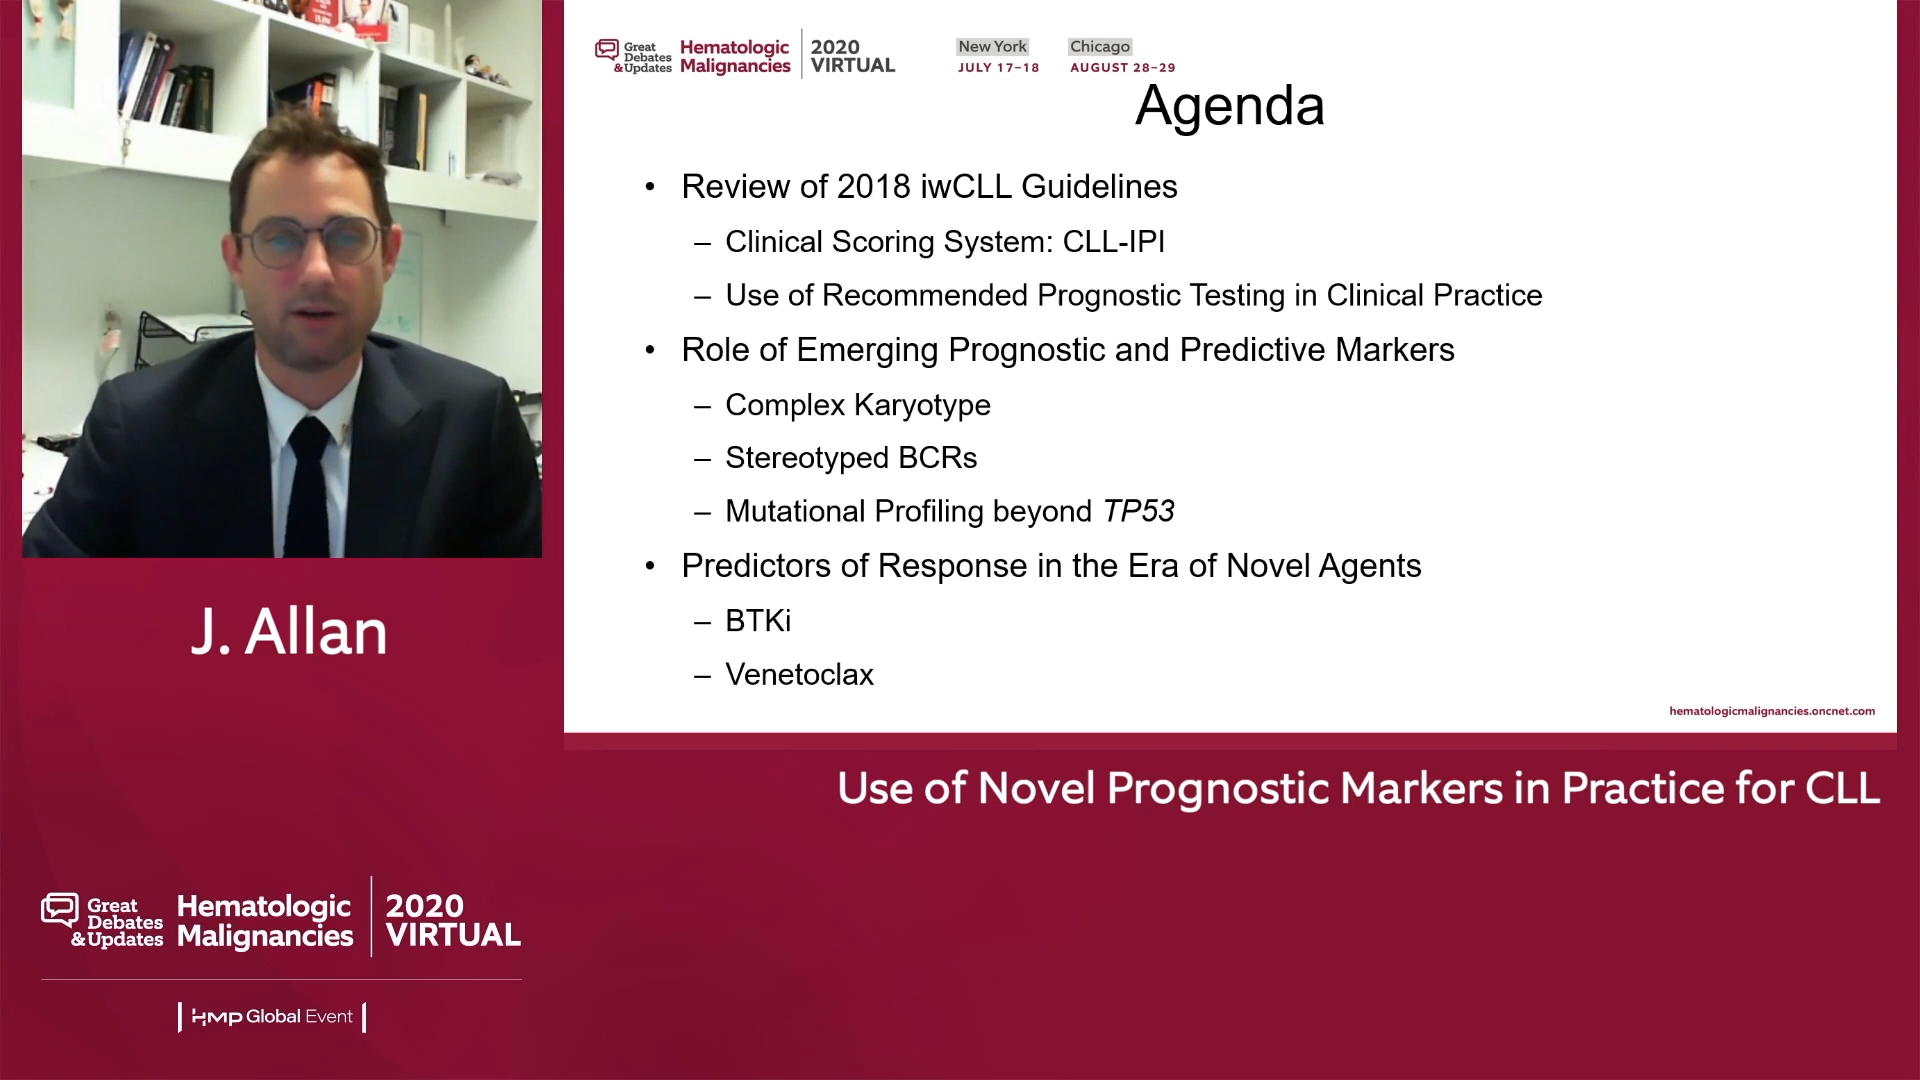 Great
Debates
&Updates
Hematologic
Malignancies
2020
VIRTUAL
New York
JULY 17–18
Chicago
AUGUST 28–29
Agenda
• Review of 2018 iwCLL Guidelines
– Clinical Scoring System: CLL-IPI
– Use of Recommended Prognostic Testing in Clinical Practice
• Role of Emerging Prognostic and Predictive Markers
– Complex Karyotype
– Stereotyped BCRs
– Mutational Profiling beyond TP53
• Predictors of Response in the Era of Novel Agents
– BTKi
– Venetoclax
hematologicmalignancies.oncnet.com
J. Allan
Use of Novel Prognostic Markers in Practice for CLL
Great
Debates
&Updates
Hematologic
Malignancies
2020
VIRTUAL
HMP Global Event